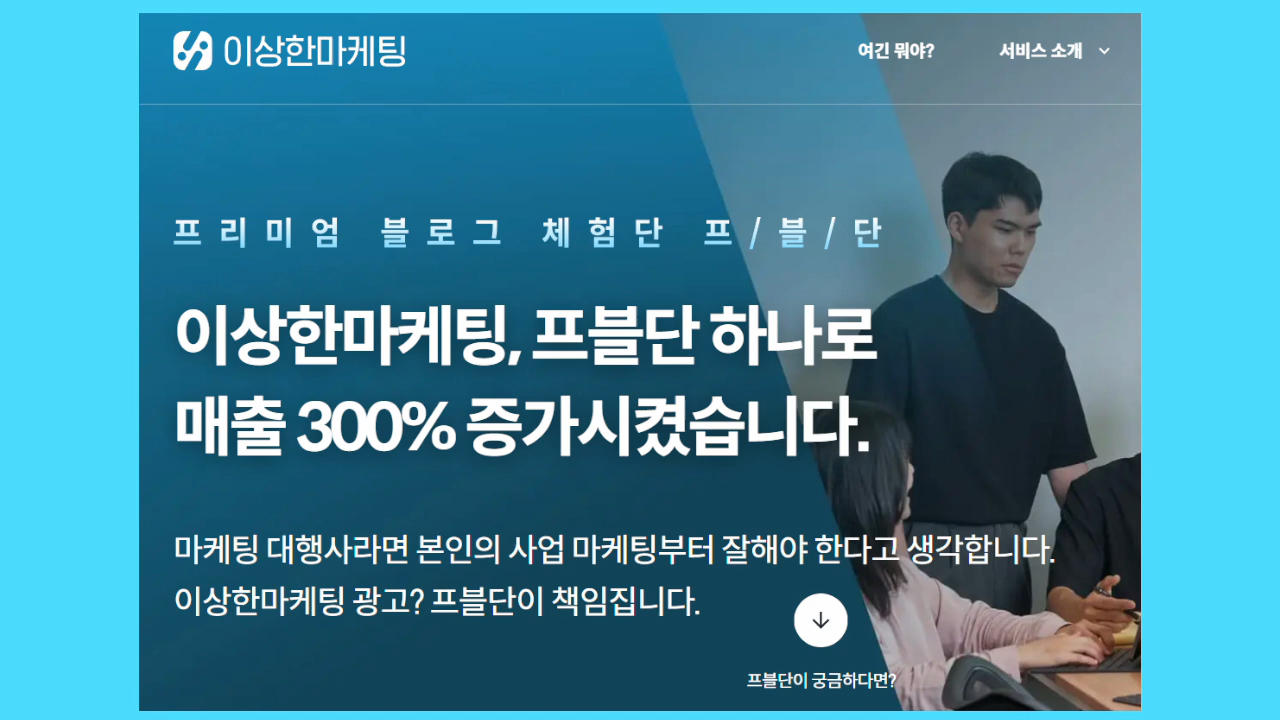 이상한마케팅
여긴 뭐야?
서비스 소개
프리미엄 블로그 체험단 프/블/단
이상한마케팅, 프블단 하나로
매출 300% 증가시켰습니다.
마케팅 대행사라면 본인의 사업 마케팅부터 잘해야 한다고 생각합니다.
이상한마케팅 광고? 프블단이 책임집니다.
프블단이 궁금하다면?